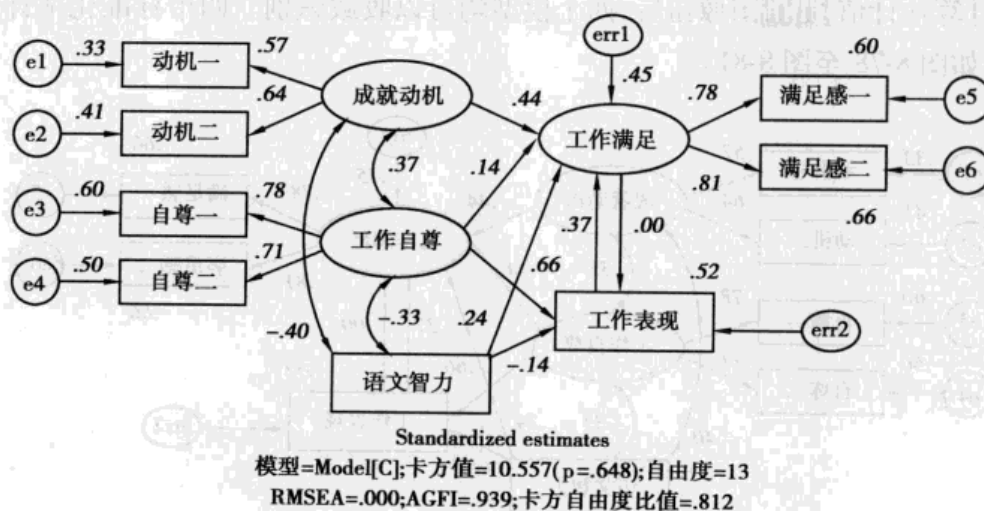 err1
e1
.33
动机一
.57
成就动机
.44
.45
.78
.60
满足感一
e5
e2
.41
动机二
.64
工作满足
.37
.14
.81
满足感二
e6
e3
.60
自尊一
.78
工作自尊
.66
.37
.00
.66
e4
.50
自尊二
.71
.52
工作表现
err2
-.40
-.33
.24
-.14
语文智力
Standardized estimates
模型=Model[C];卡方值=10.557(p=.648);自由度=13
RMSEA=.000;AGFI=.939;卡方自由度比值=.812